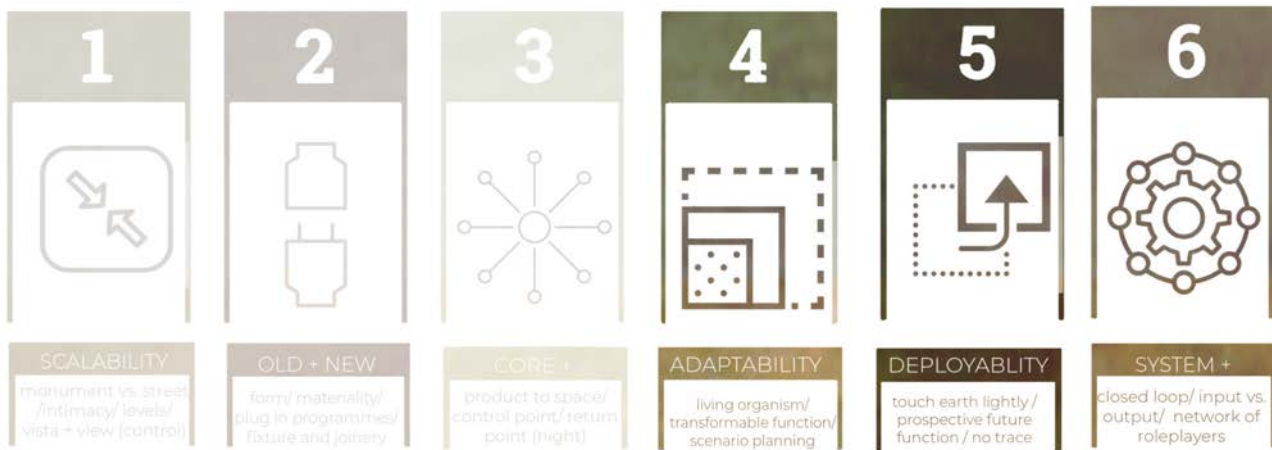 1
2
3
4
5
6
SCALABILITY
monument vs. street
/intimacy/ levels/
vista + view (control)
OLD + NEW
form/ materiality/
plug in programmes/
fixture and joinery
CORE +
product to space/
control point/ return
point (night)
ADAPTABILITY
living organism/
transformable function/
scenario planning
DEPLOYABLITY
touch earth lightly /
prospective future
function / no trace
SYSTEM +
closed loop/ input vs.
output/ network of
roleplayers